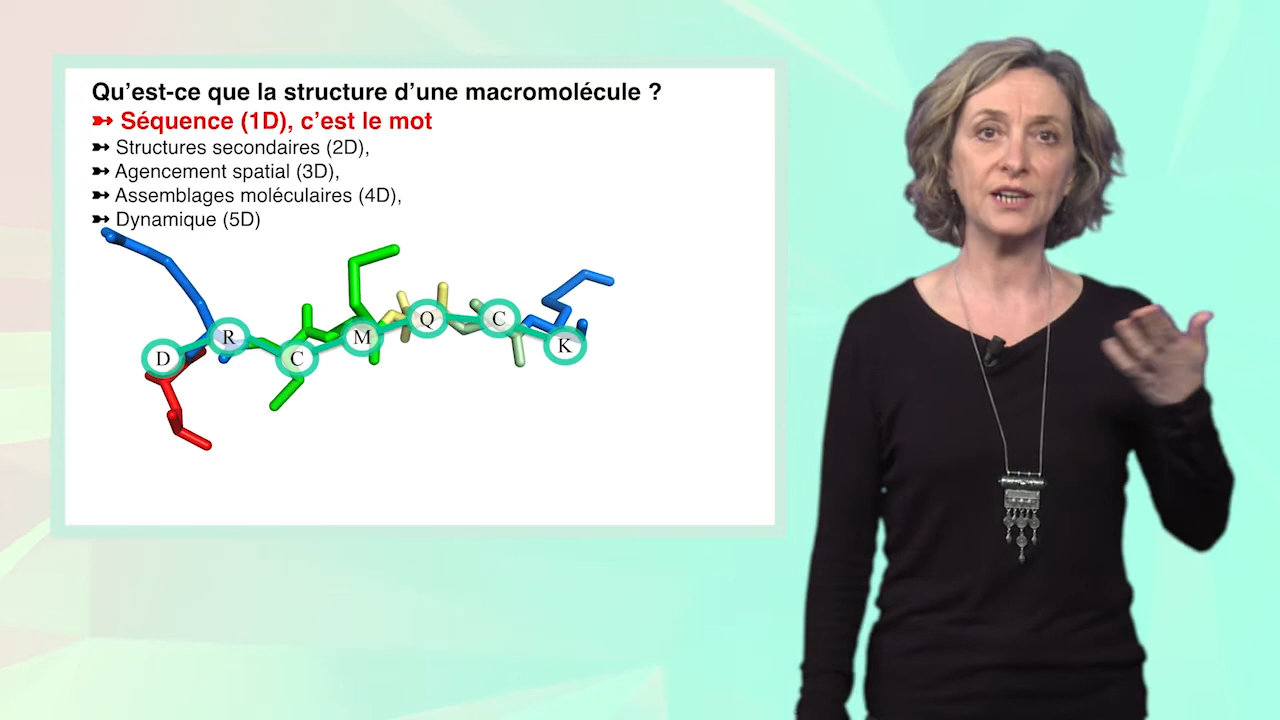 Qu’est-ce que la structure d’une macromolécule ?
➳ Séquence (1D), c’est le mot
➳ Structures secondaires (2D),
➳ Agencement spatial (3D),
➳ Assemblages moléculaires (4D),
➳ Dynamique (5D)
D R C M Q C K